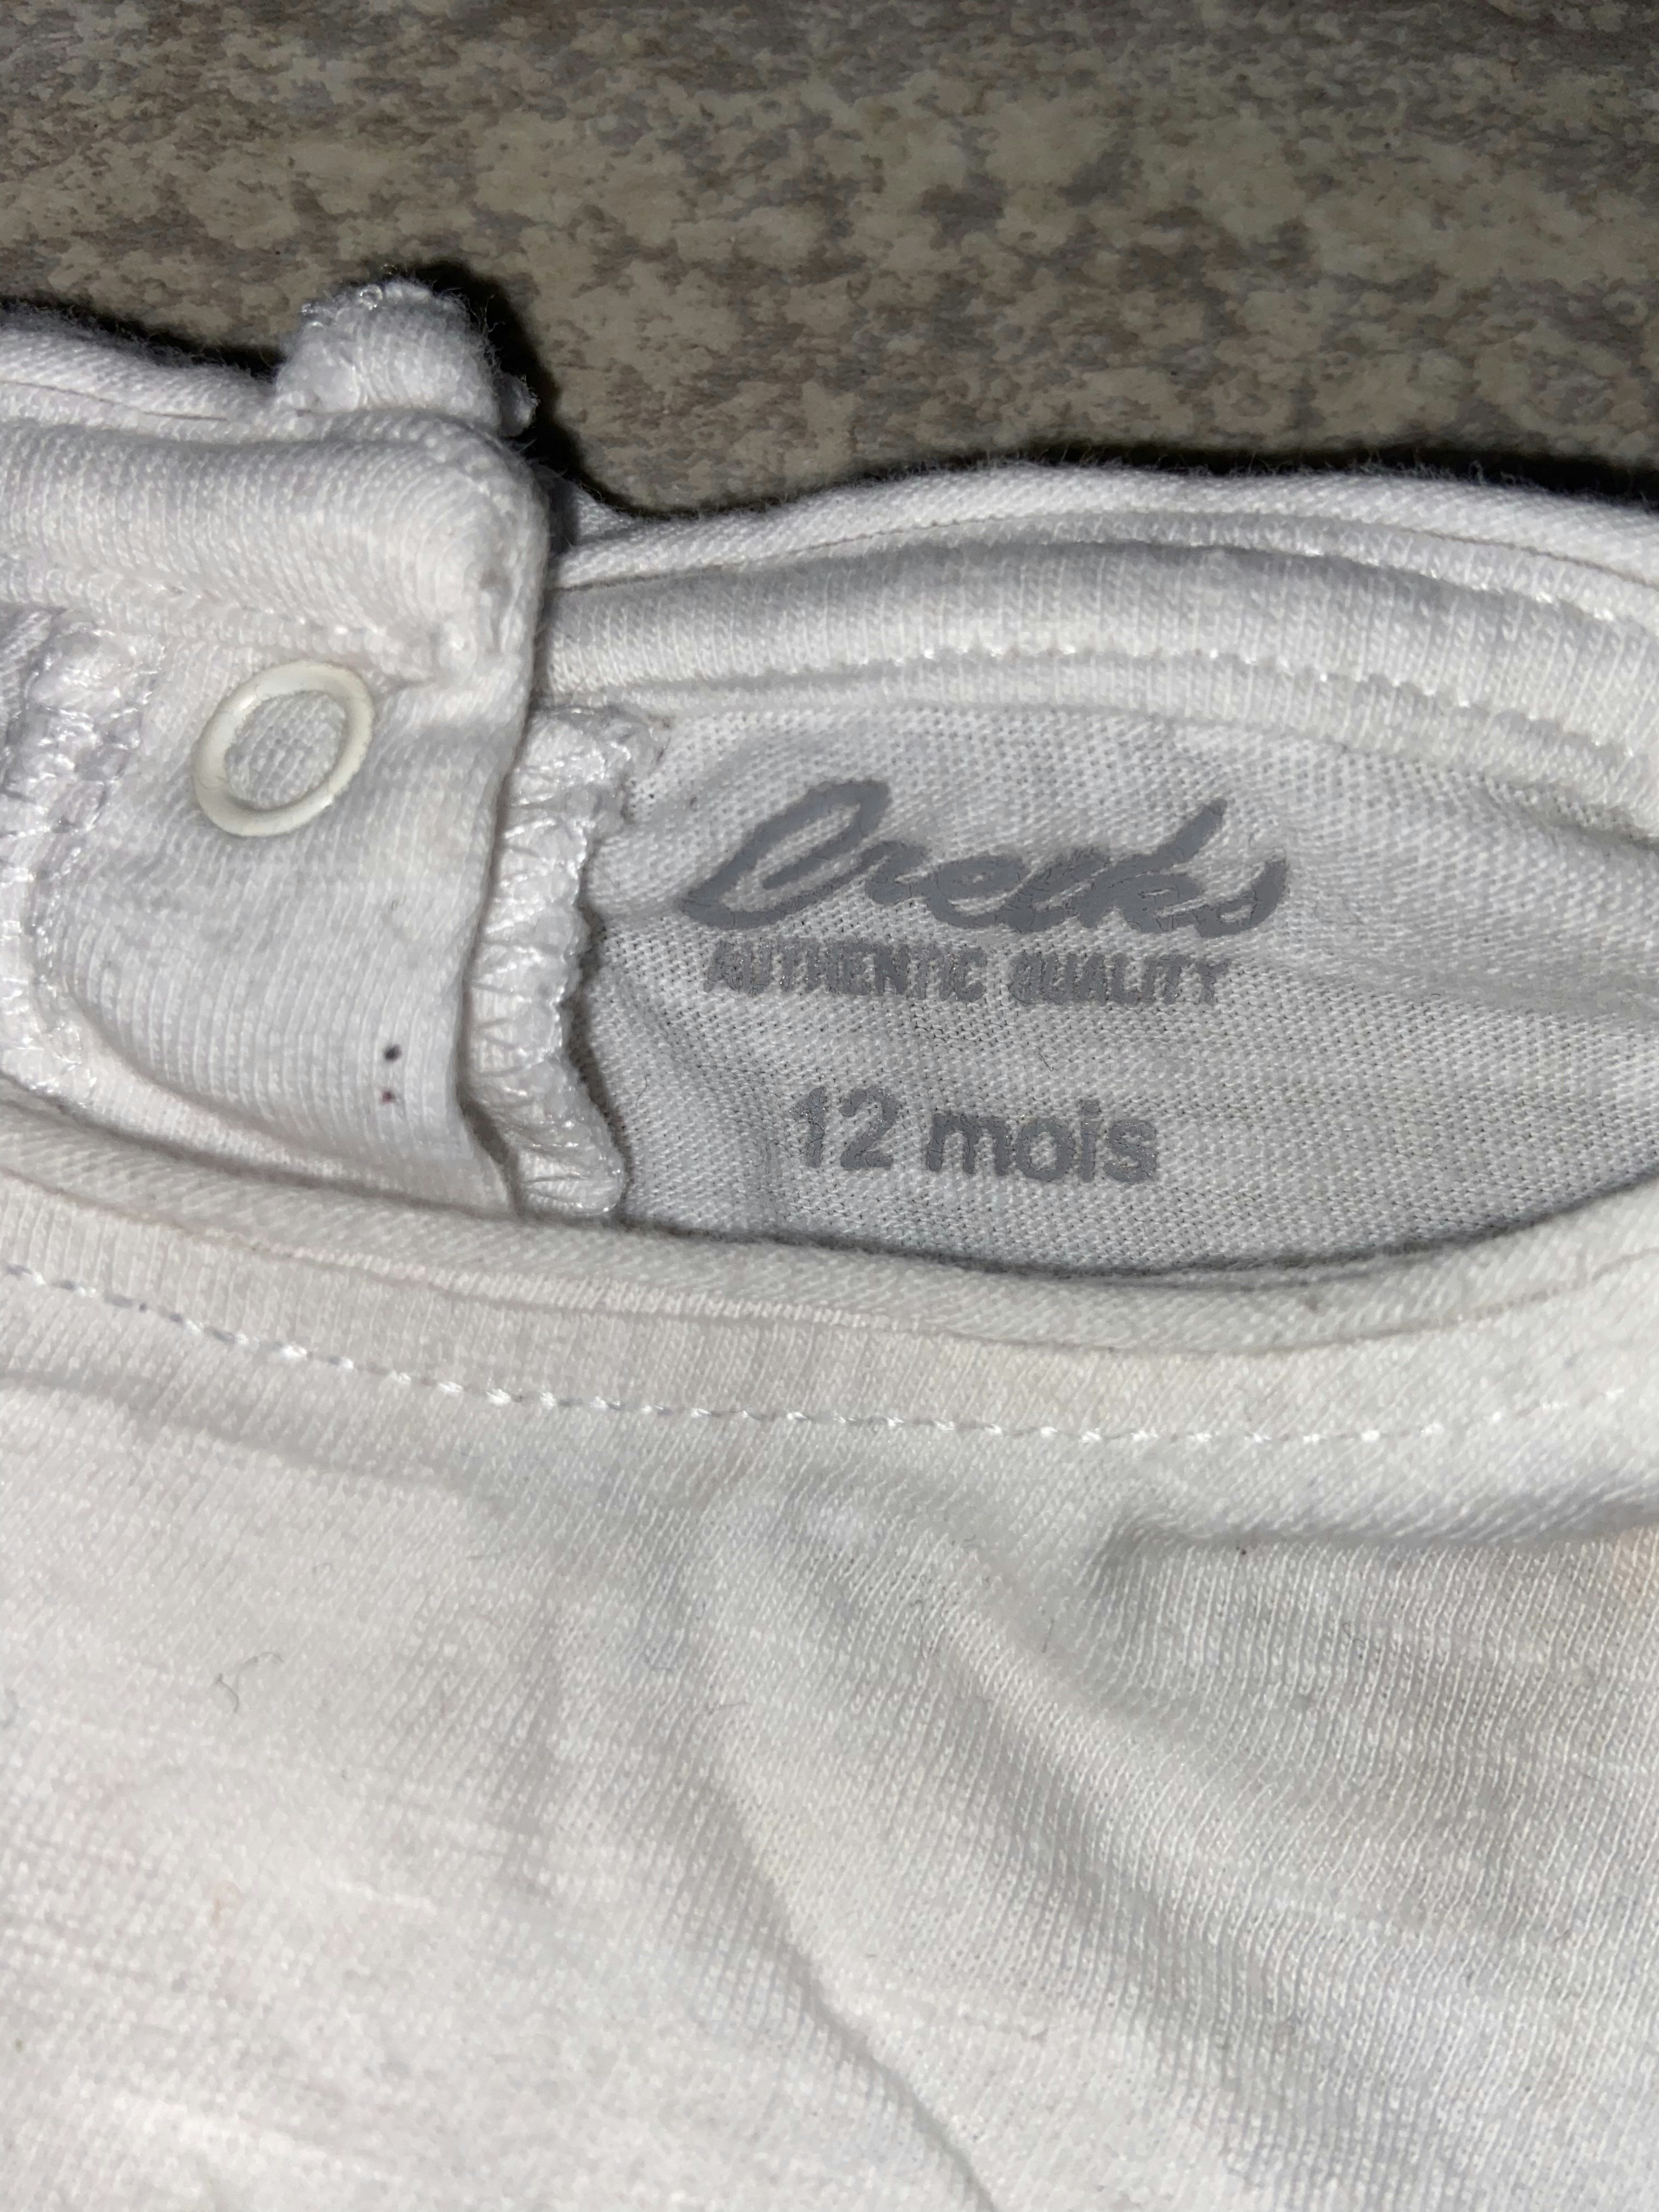 Creeks
AUTHENTIC QUALITY
12 mois